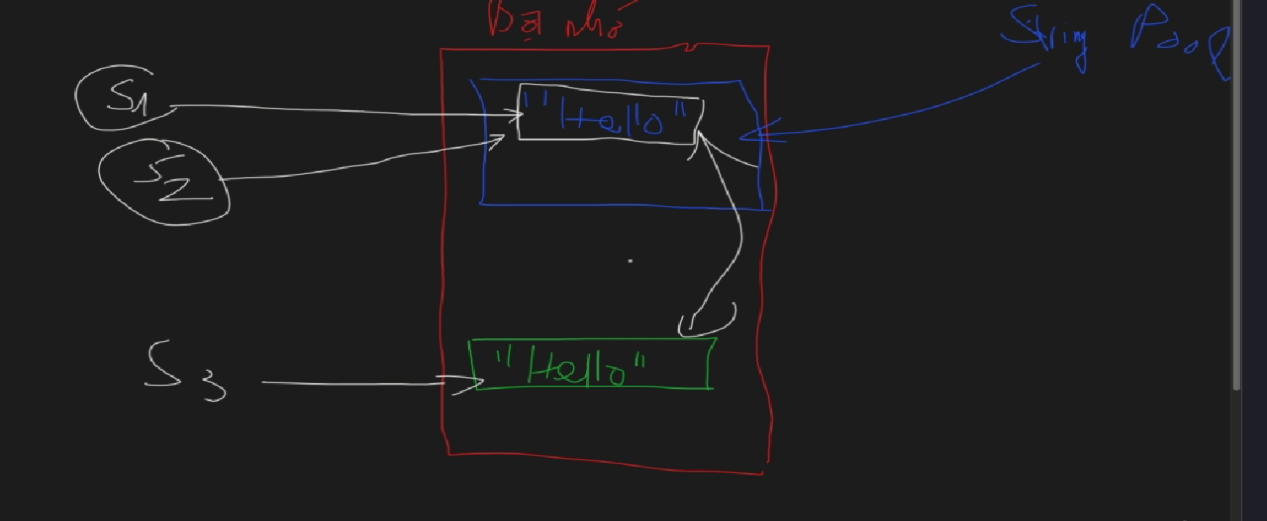 Bộ nhớ
String Pool
S1
"Hello"
S2
S3
"Hello"